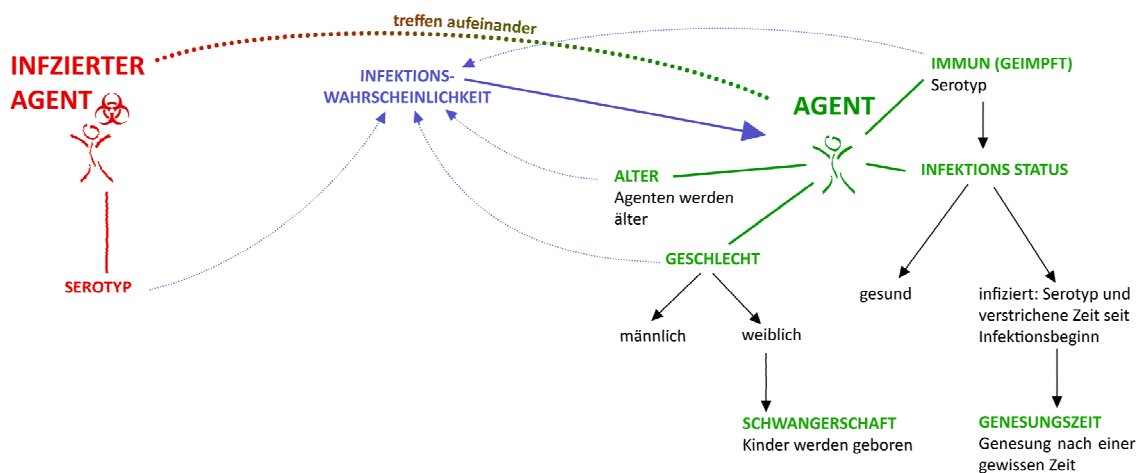 treffen aufeinander
INFZIERTER
AGENT
INFEKTIONS-
WAHRSCHEINLICHKEIT
IMMUN (GEIMPFT)
Serotyp
AGENT
ALTER
Agenten werden
älter
INFEKTIONS STATUS
GESCHLECHT
SEROTYP
gesund
infiziert: Serotyp und
verstrichene Zeit seit
Infektionsbeginn
männlich
weiblich
SCHWANGERSCHAFT
Kinder werden geboren
GENESUNGSZEIT
Genesung nach einer
gewissen Zeit